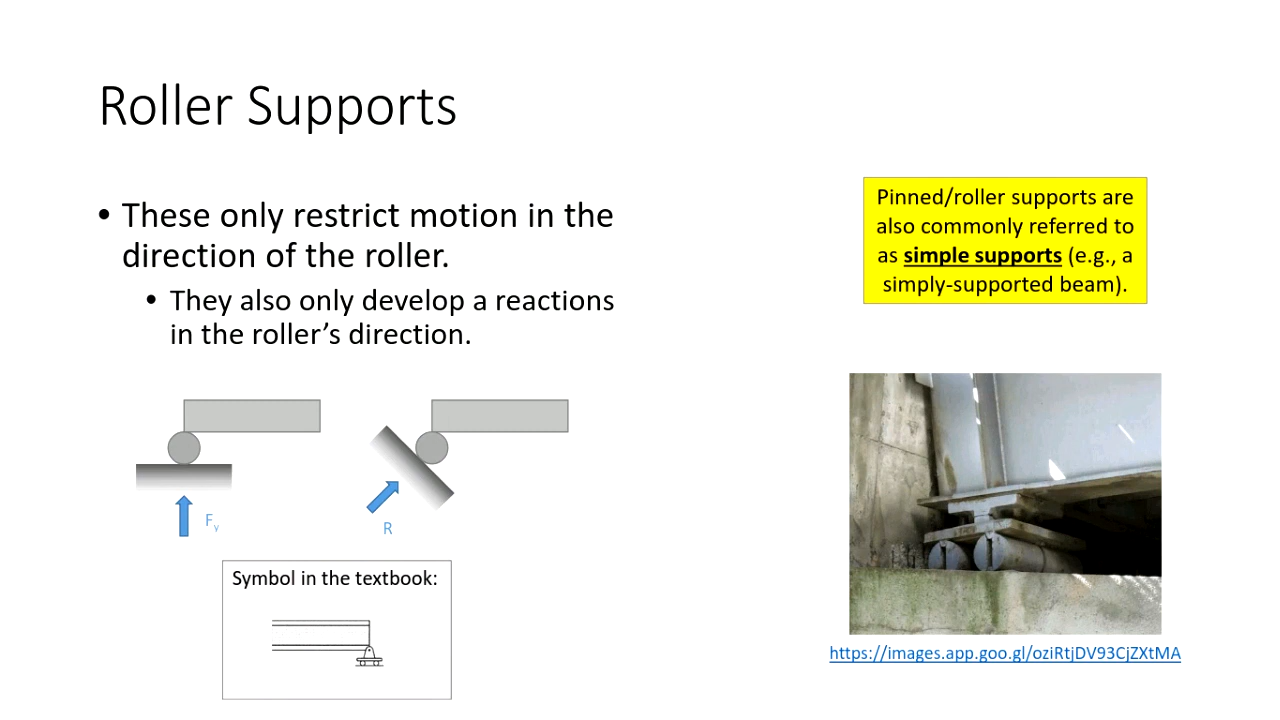 Roller Supports
• These only restrict motion in the
direction of the roller.
• They also only develop a reactions
in the roller’s direction.
Pinned/roller supports are
also commonly referred to
as simple supports (e.g., a
simply-supported beam).
Fy
R
Symbol in the textbook:
https://images.app.goo.gl/oziRtjDV93CjZXtMA